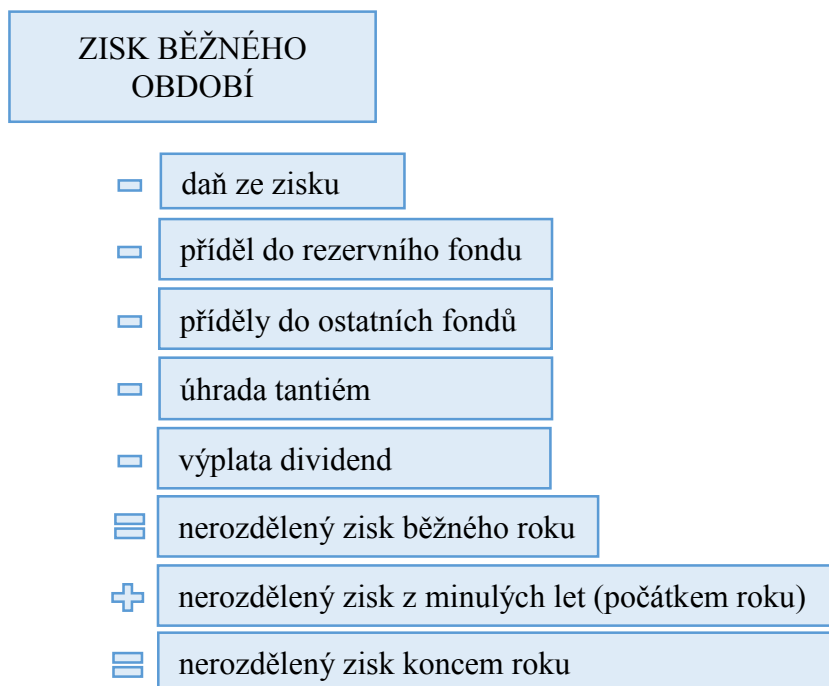 ZISK BĚŽNÉHO
OBDOBÍ
daň ze zisku
příděl do rezervního fondu
příděly do ostatních fondů
úhrada tantiém
výplata dividend
nerozdělený zisk běžného roku
nerozdělený zisk z minulých let (počátkem roku)
nerozdělený zisk koncem roku